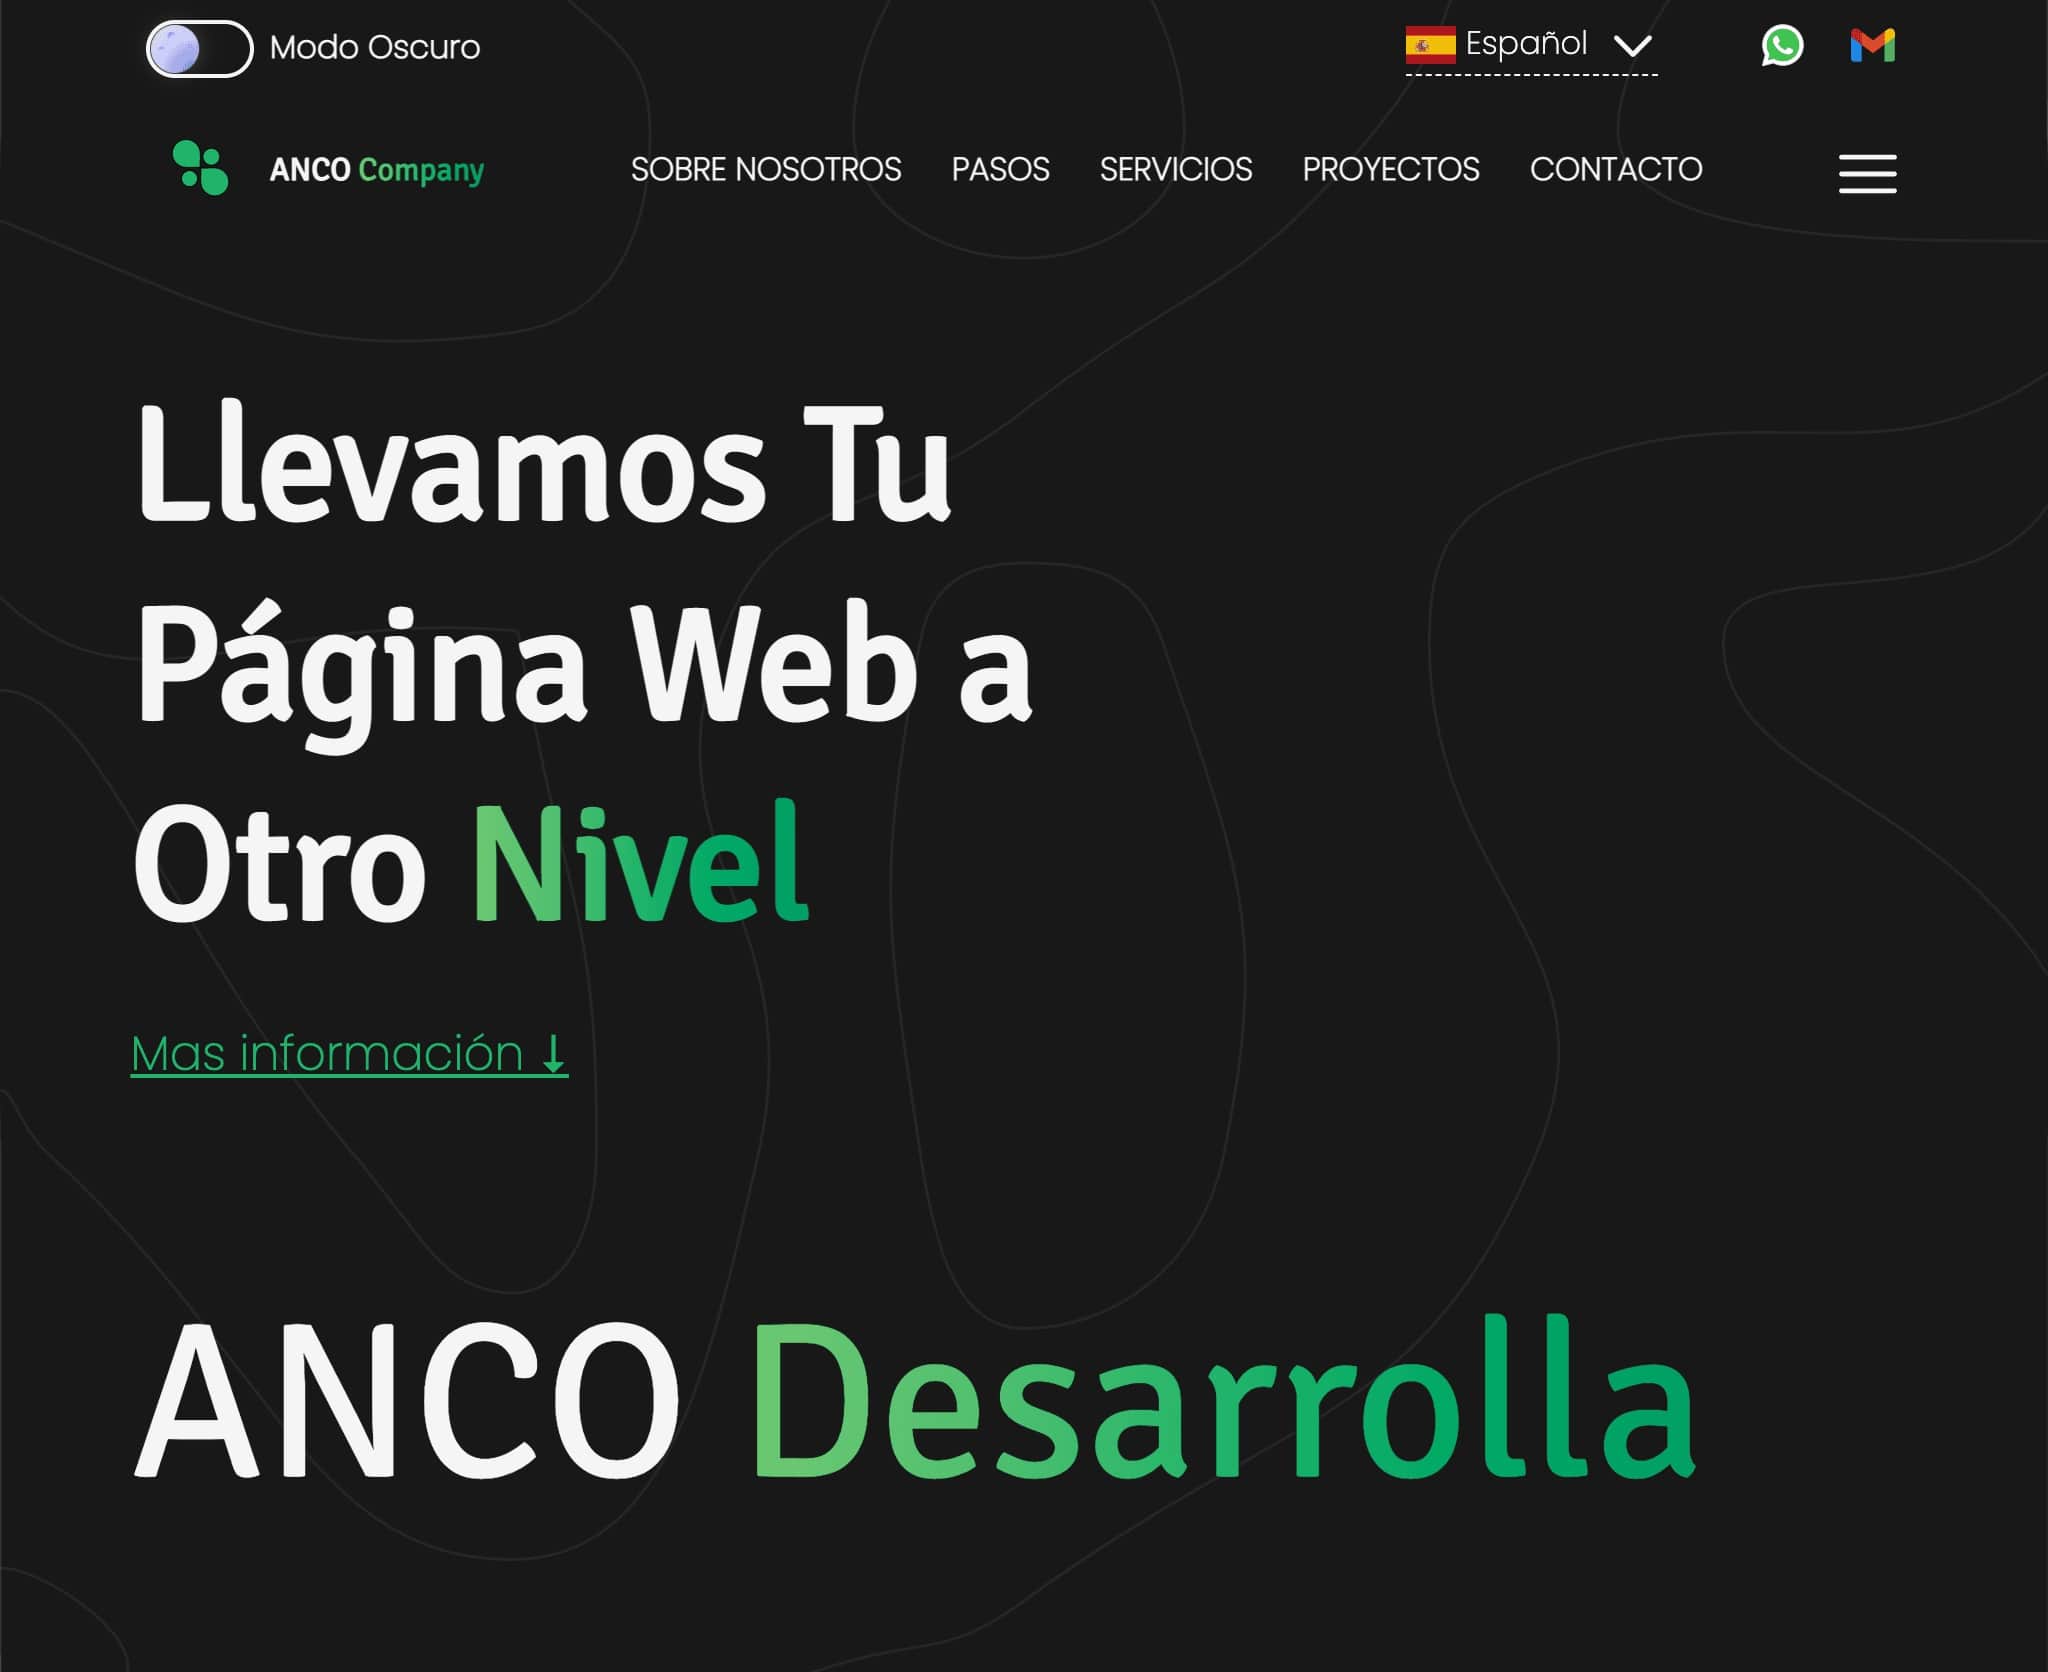 Modo Oscuro
Español
ANCO Company
SOBRE NOSOTROS PASOS SERVICIOS PROYECTOS CONTACTO
Llevamos Tu
Página Web a
Otro Nivel
Mas información ↓
ANCO Desarrolla